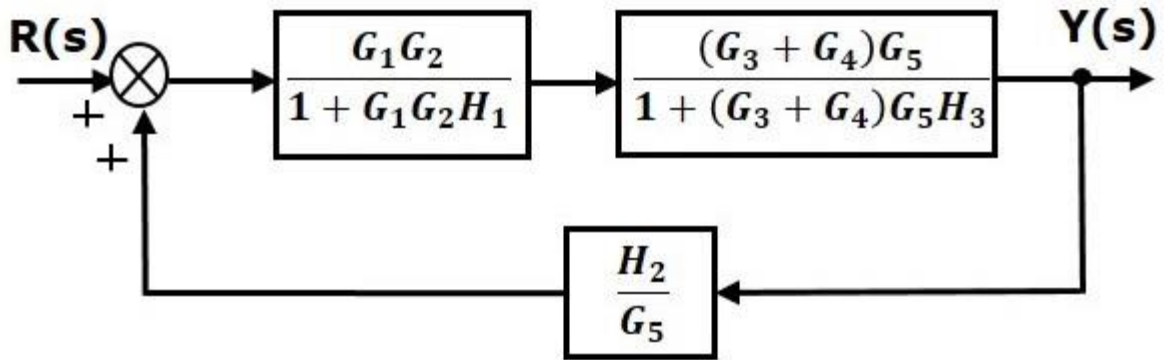 R(s)
Y(s)
G₁G₂
1 + G₁G₂H₁
(G₃ + G₄)G₅
1 + (G₃ + G₄)G₅H₃
+
+
H₂
G₅